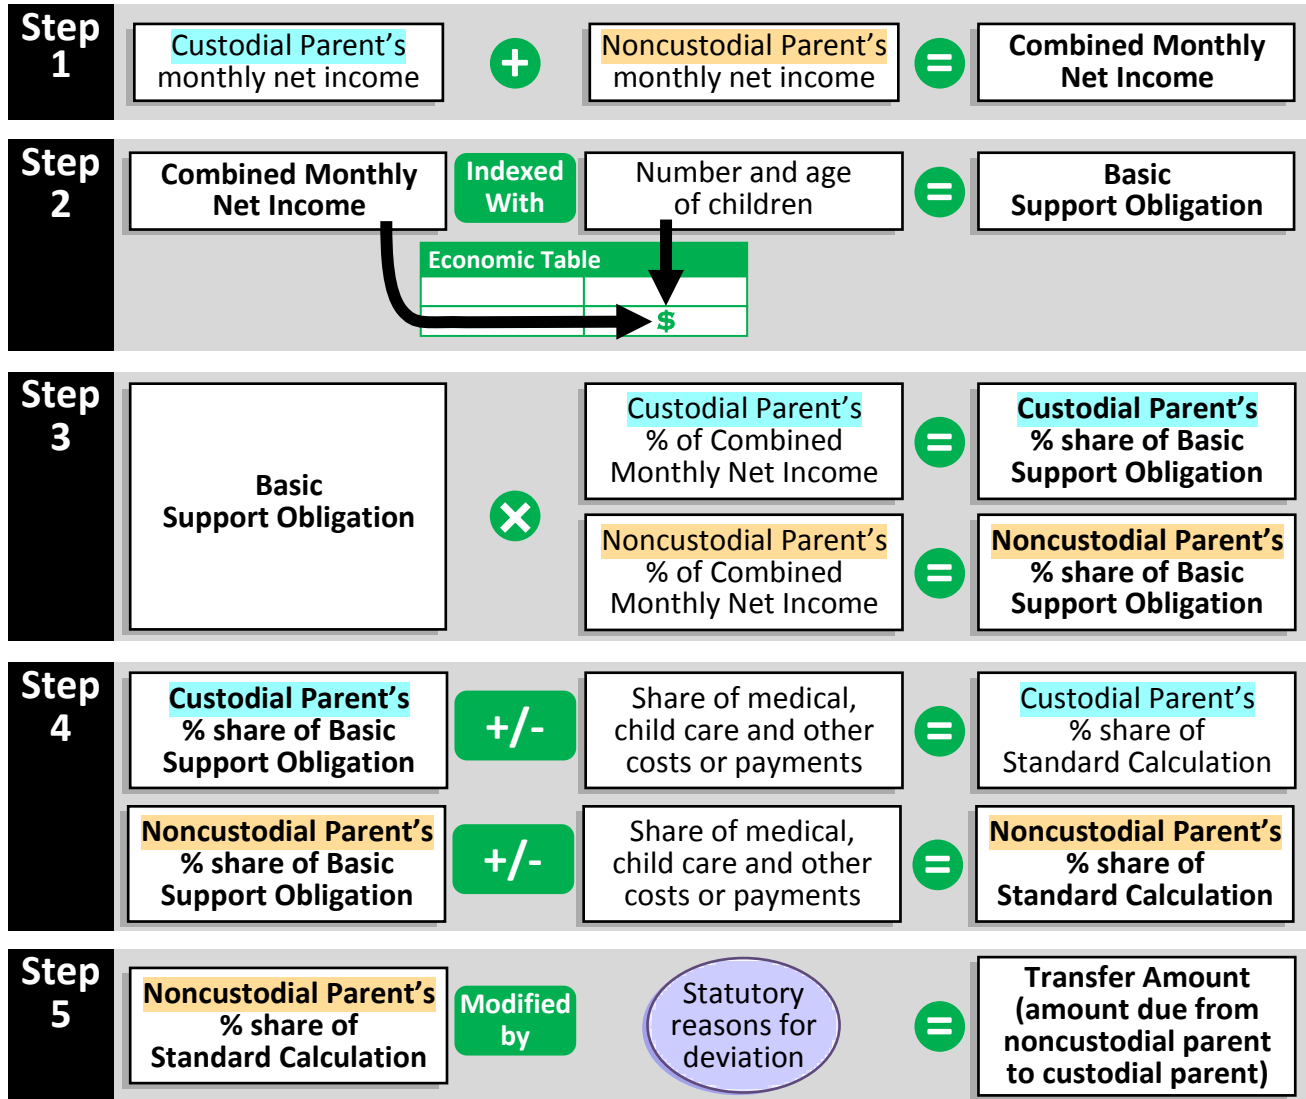 Step
1
Custodial Parent's
monthly net income
+
Noncustodial Parent's
monthly net income
=
Combined Monthly
Net Income
Step
2
Combined Monthly
Net Income
Indexed
With
Number and age
of children
=
Basic
Support Obligation
Economic Table
$
Step
3
Basic
Support Obligation
×
Custodial Parent's
% of Combined
Monthly Net Income
=
Custodial Parent's
% share of Basic
Support Obligation
Noncustodial Parent's
% of Combined
Monthly Net Income
=
Noncustodial Parent's
% share of Basic
Support Obligation
Step
4
Custodial Parent's
% share of Basic
Support Obligation
+/-
Share of medical,
child care and other
costs or payments
=
Custodial Parent's
% share of
Standard Calculation
Noncustodial Parent's
% share of Basic
Support Obligation
+/-
Share of medical,
child care and other
costs or payments
=
Noncustodial Parent's
% share of
Standard Calculation
Step
5
Noncustodial Parent's
% share of
Standard Calculation
Modified
by
Statutory
reasons for
deviation
=
Transfer Amount
(amount due from
noncustodial parent
to custodial parent)